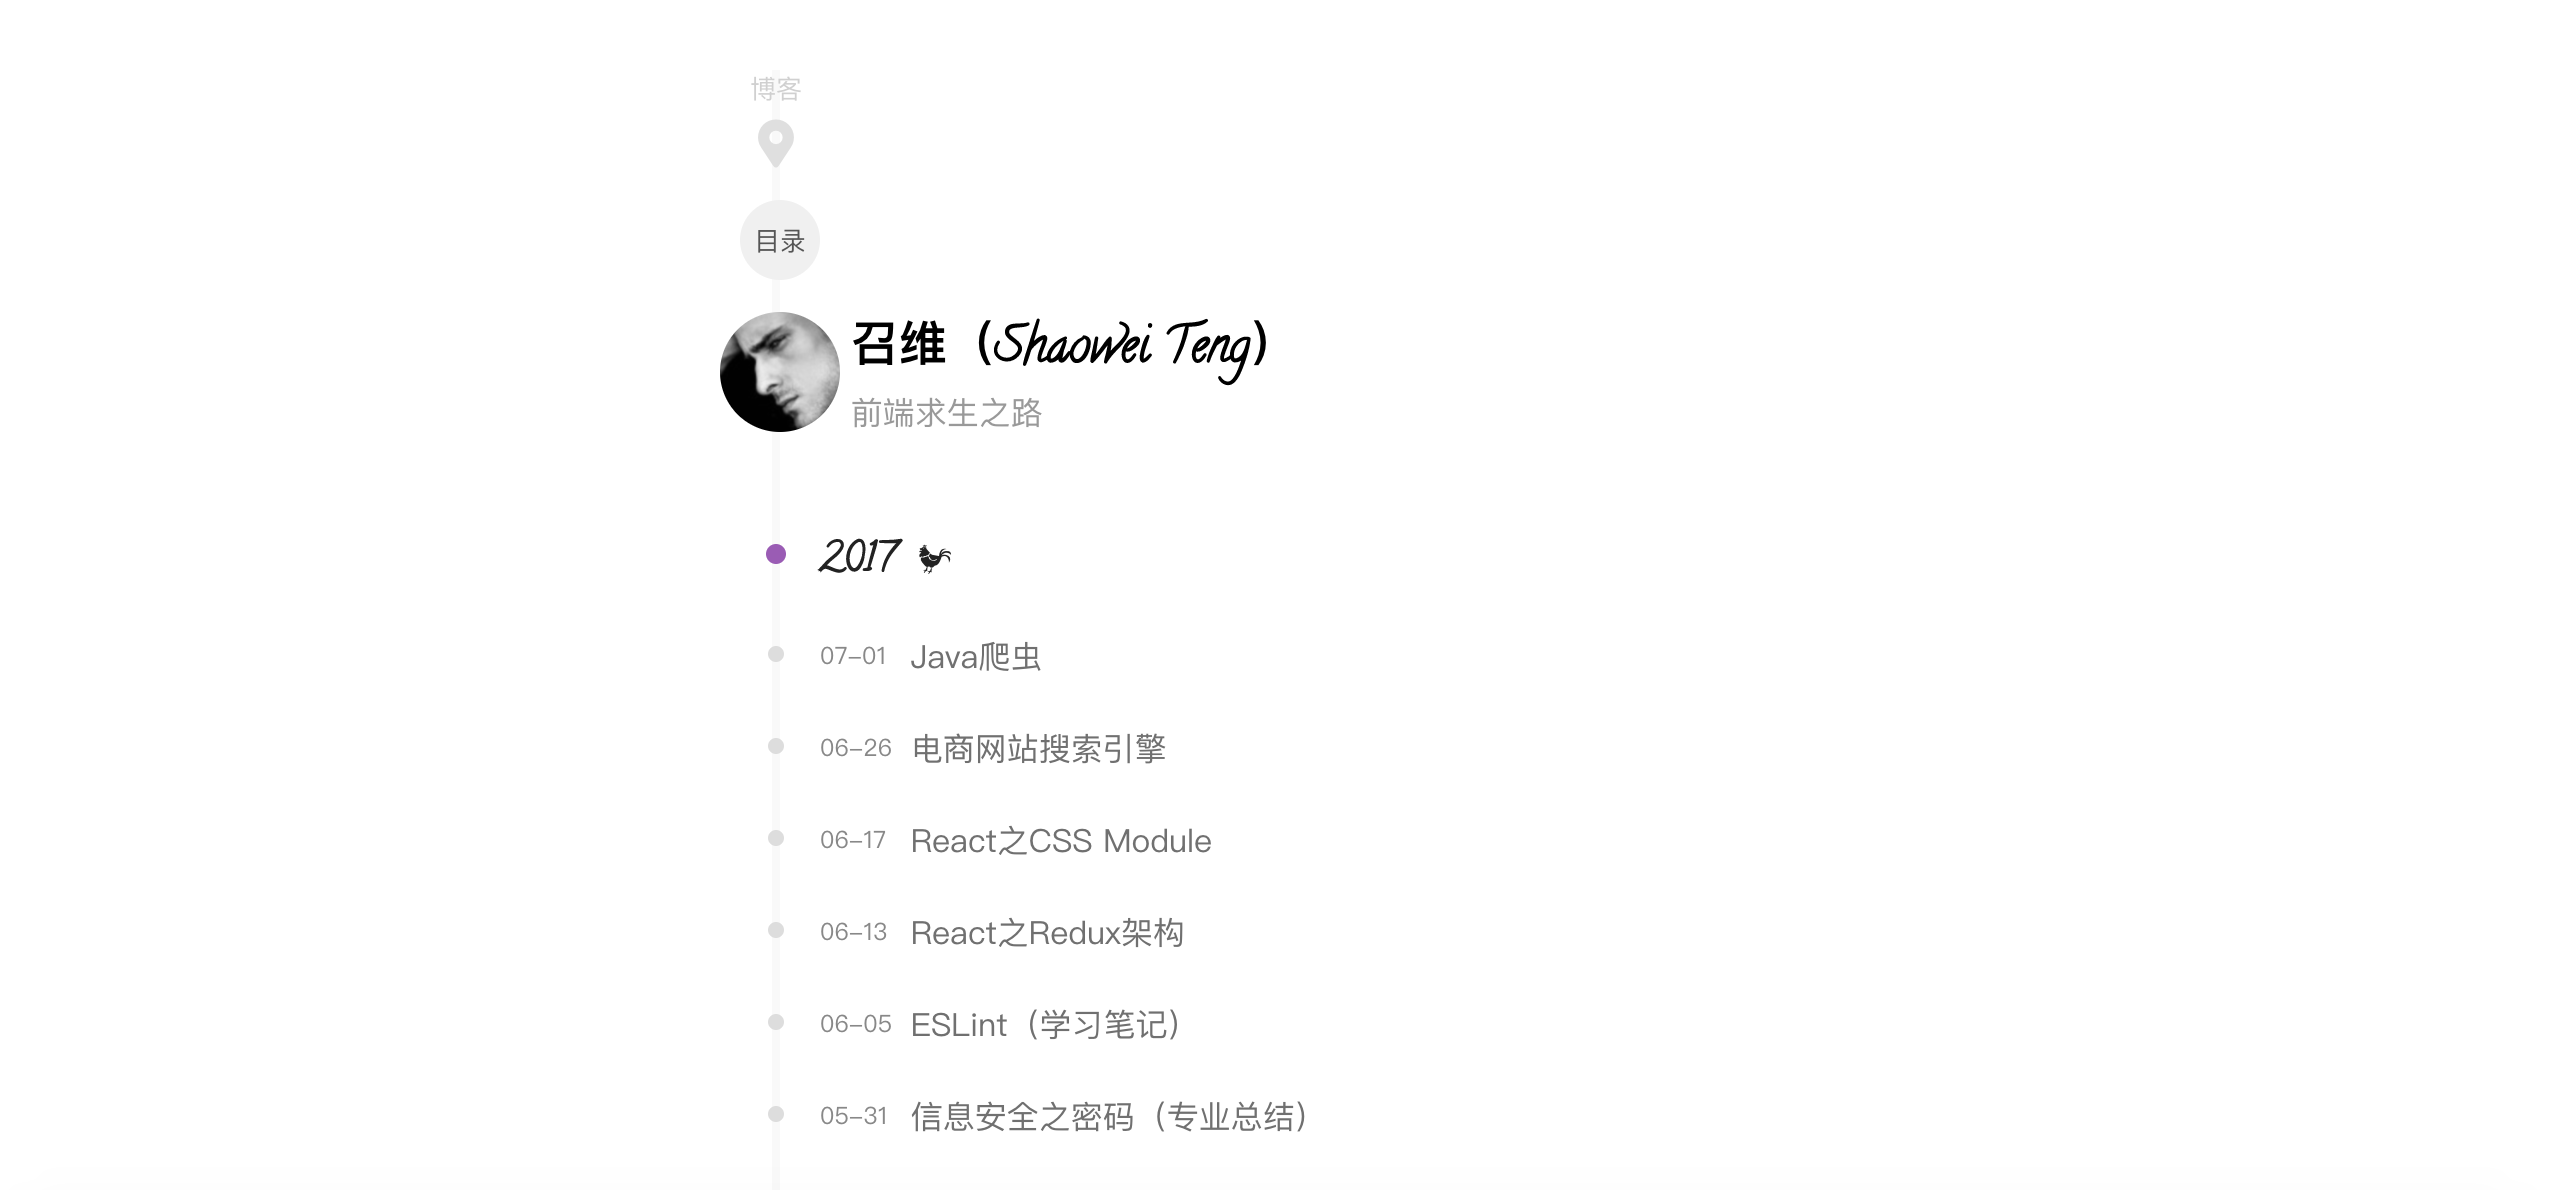 博客
目录
召维（Shaowei Teng）
前端求生之路
2017
07-01 Java爬虫
06-26 电商网站搜索引擎
06-17 React之CSS Module
06-13 React之Redux架构
06-05 ESLint（学习笔记）
05-31 信息安全之密码（专业总结）